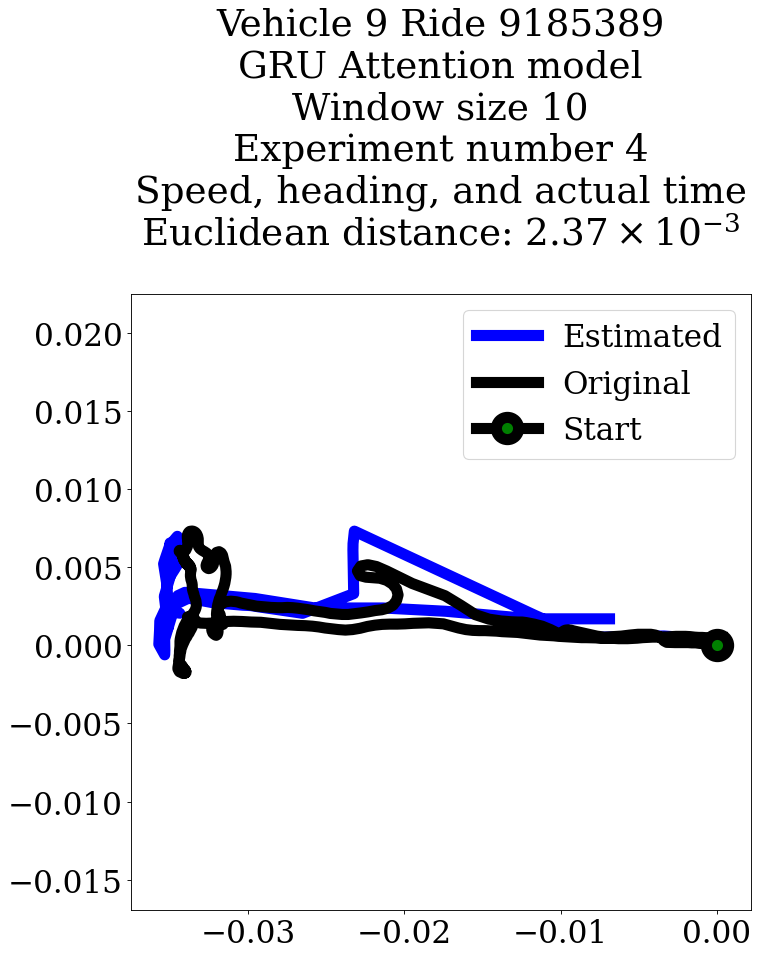 Vehicle 9 Ride 9185389
GRU Attention model
Window size 10
Experiment number 4
Speed, heading, and actual time
Euclidean distance: 2.37 × 10⁻³
Estimated
Original
Start
0.020
0.015
0.010
0.005
0.000
−0.005
−0.010
−0.015
−0.03
−0.02
−0.01
0.00